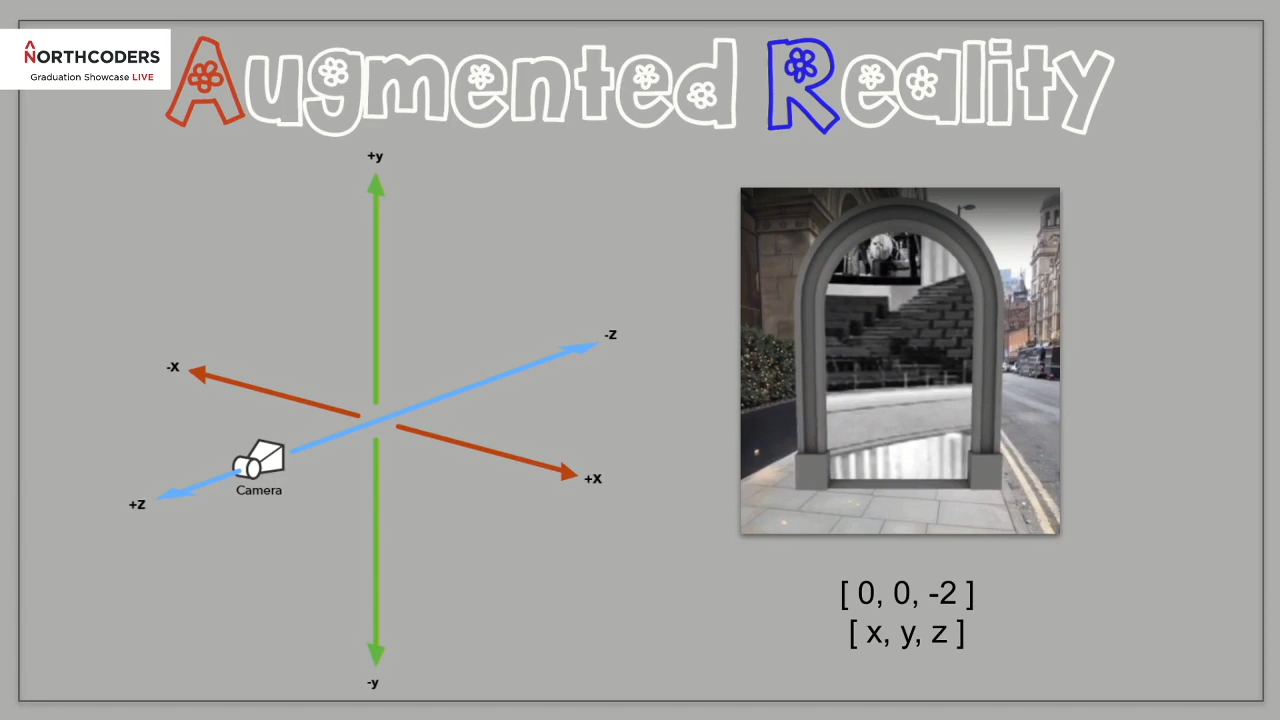 NORTHCODERS
Graduation Showcase LIVE
Augmented Reality
+y
-z
-x
+x
Camera
+z
-y
[ 0, 0, -2 ]
[ x, y, z ]